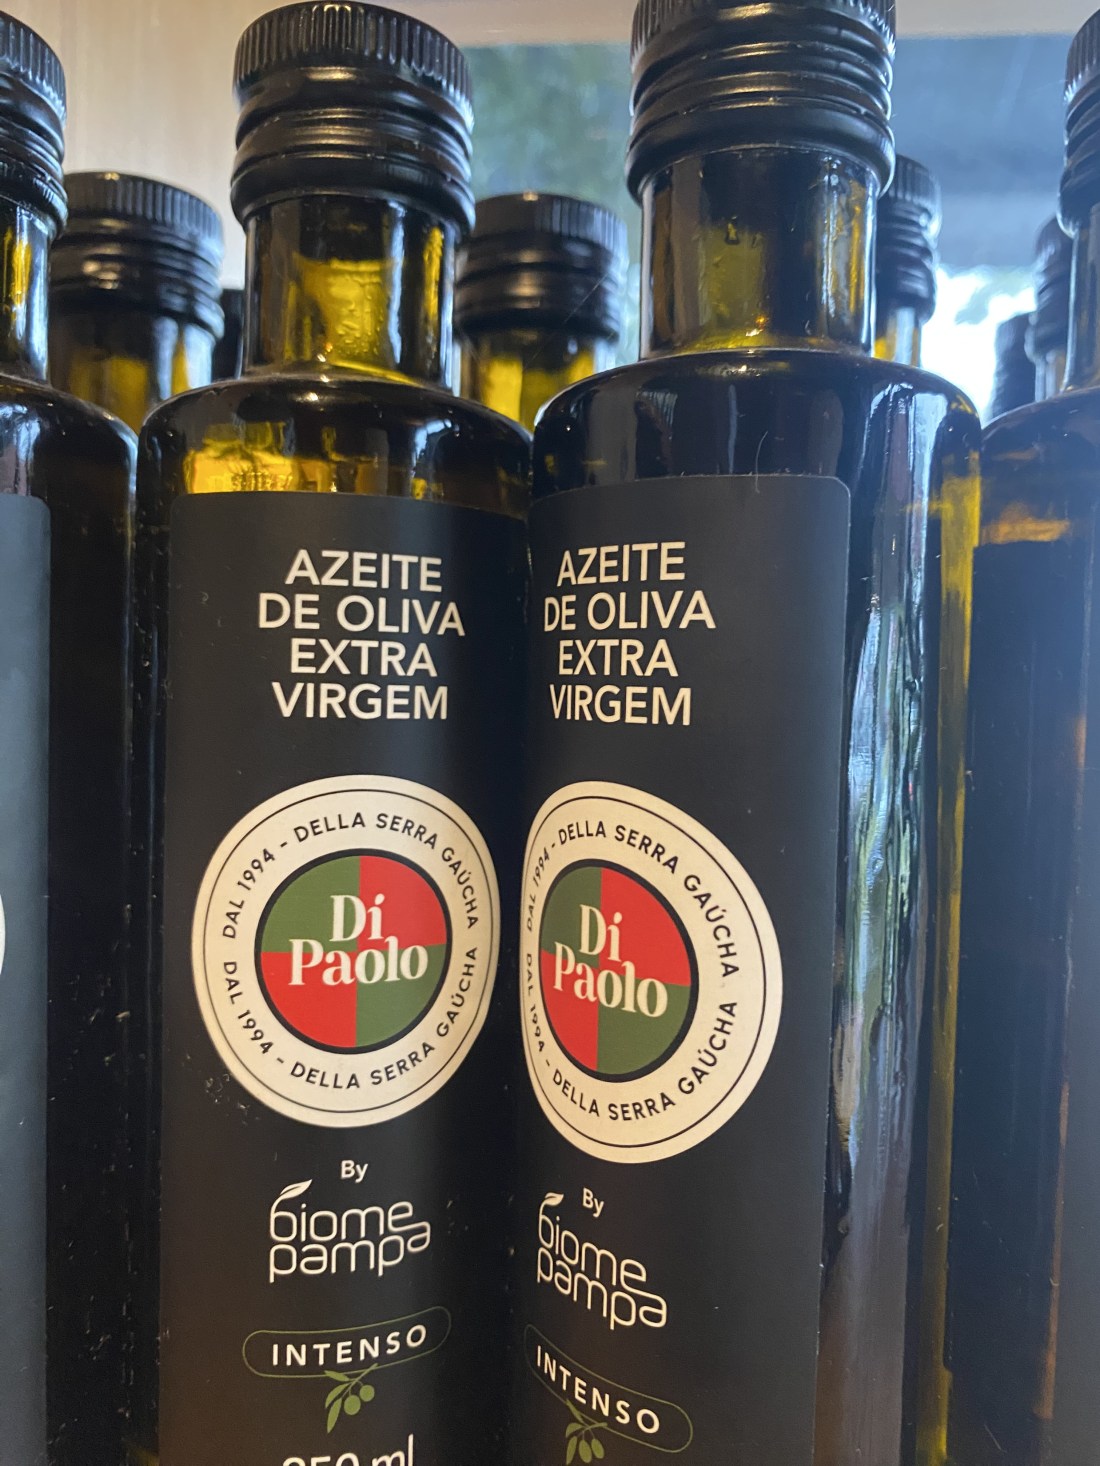 AZEITE
DE OLIVA
EXTRA
VIRGEM
DAL 1994 - DELLA SERRA GAÚCHA
Di
Paolo
DAL 1994 - DELLA SERRA GAÚCHA
By
biome
pampa
INTENSO
250 ml
AZEITE
DE OLIVA
EXTRA
VIRGEM
DAL 1994 - DELLA SERRA GAÚCHA
Di
Paolo
DAL 1994 - DELLA SERRA GAÚCHA
By
biome
pampa
INTENSO